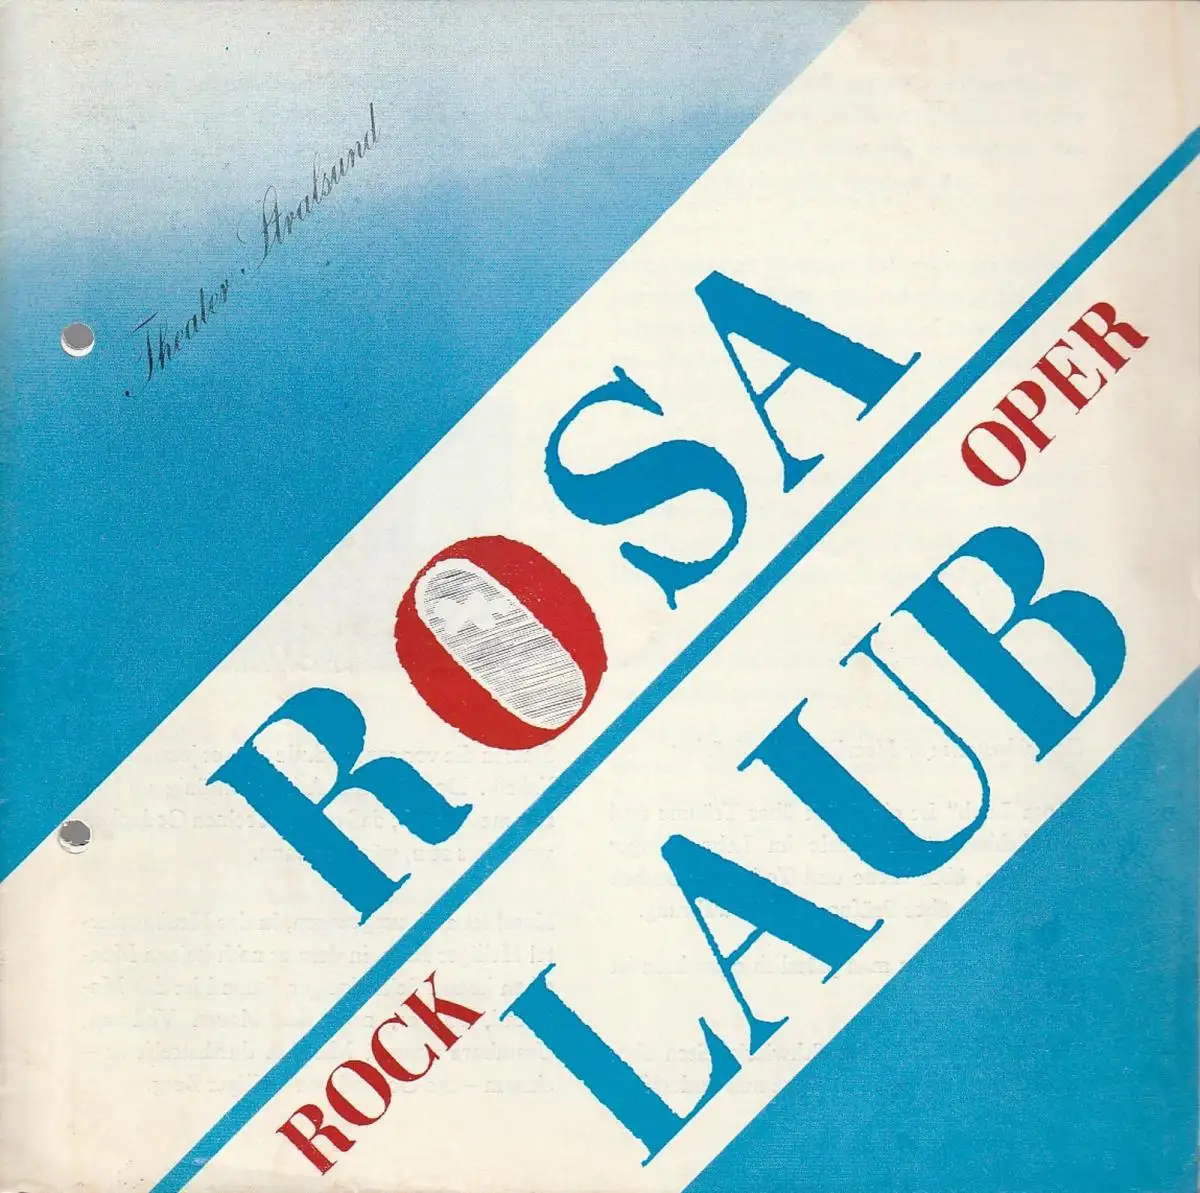 Theater Stralsund
ROSA
LAUB
ROCK
OPER